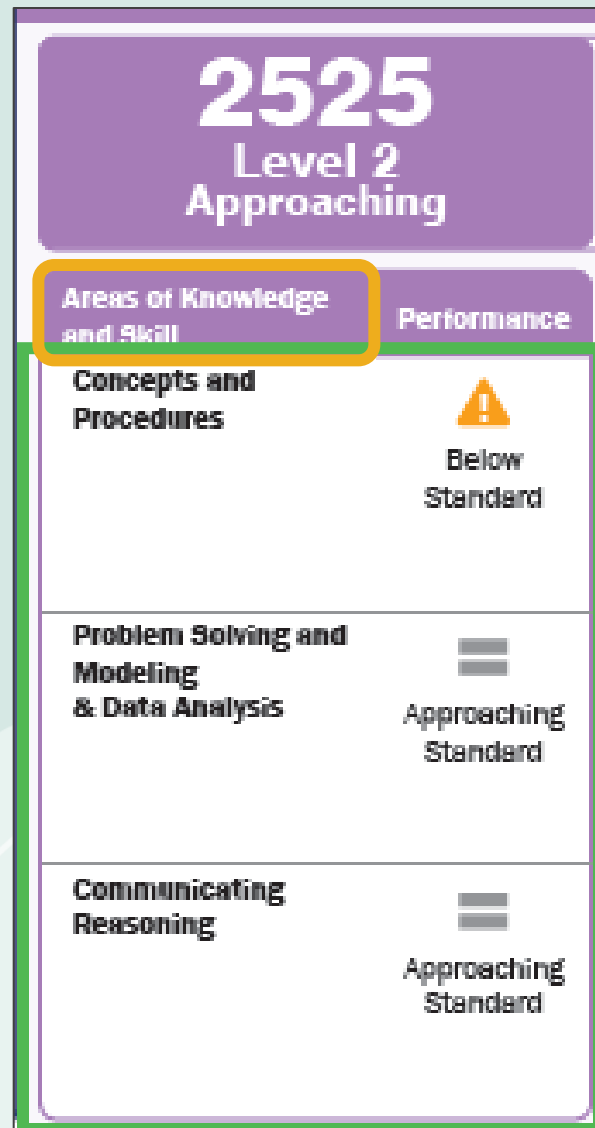 2525
Level 2
Approaching
Areas of Knowledge
and Skill
Performance
Concepts and
Procedures
Below
Standard
Problem Solving and
Modeling
& Data Analysis
Approaching
Standard
Communicating
Reasoning
Approaching
Standard